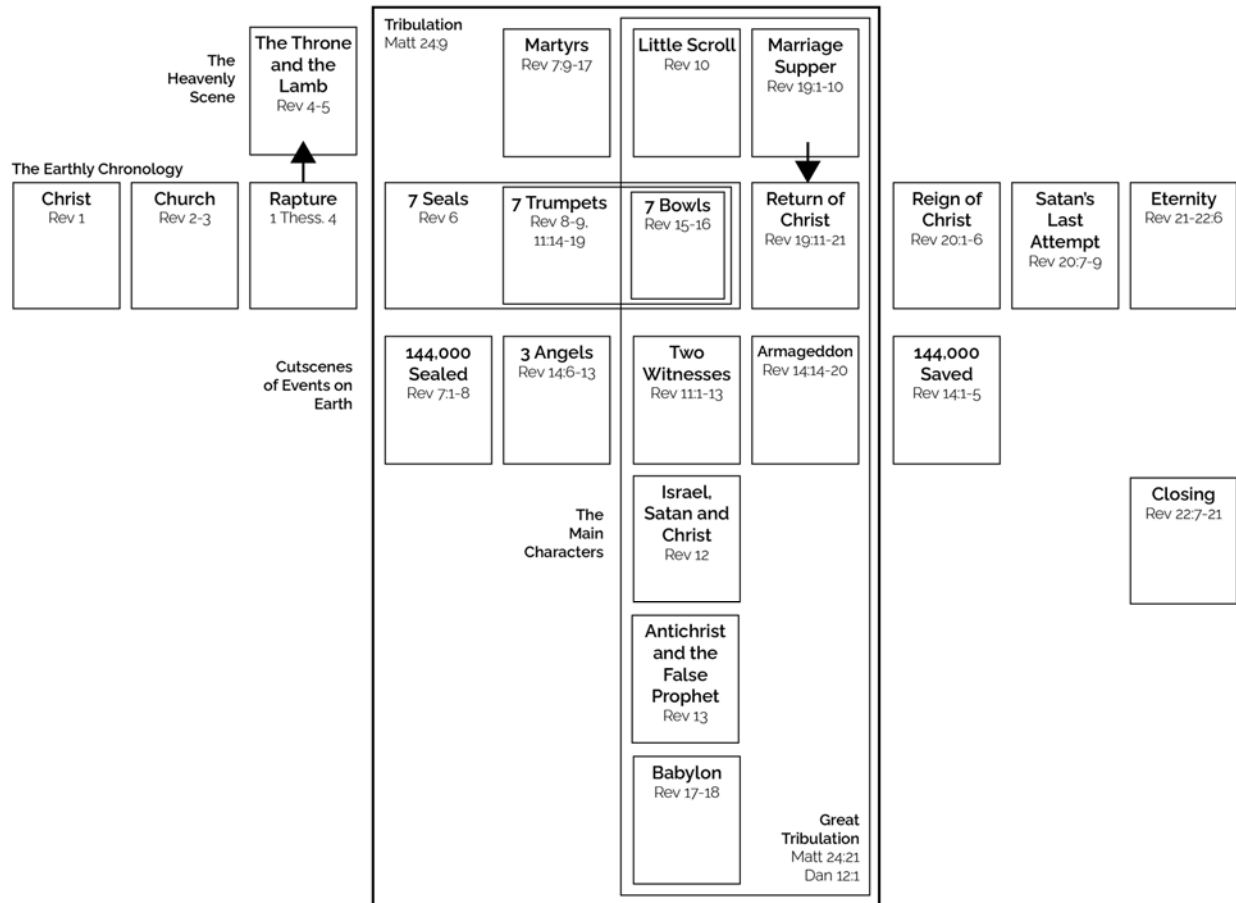 The
Heavenly
Scene
The Throne
and the
Lamb
Rev 4-5
Tribulation
Matt 24:9
Martyrs
Rev 7:9-17
Little Scroll
Rev 10
Marriage
Supper
Rev 19:1-10
The Earthly Chronology
Christ
Rev 1
Church
Rev 2-3
Rapture
1 Thess. 4
7 Seals
Rev 6
7 Trumpets
Rev 8-9,
11:14-19
7 Bowls
Rev 15-16
Return of
Christ
Rev 19:11-21
Reign of
Christ
Rev 20:1-6
Satan's
Last
Attempt
Rev 20:7-9
Eternity
Rev 21-22:6
Cutscenes
of Events on
Earth
144,000
Sealed
Rev 7:1-8
3 Angels
Rev 14:6-13
Two
Witnesses
Rev 11:1-13
Armageddon
Rev 14:14-20
144,000
Saved
Rev 14:1-5
The
Main
Characters
Israel,
Satan and
Christ
Rev 12
Closing
Rev 22:7-21
Antichrist
and the
False
Prophet
Rev 13
Babylon
Rev 17-18
Great
Tribulation
Matt 24:21
Dan 12:1